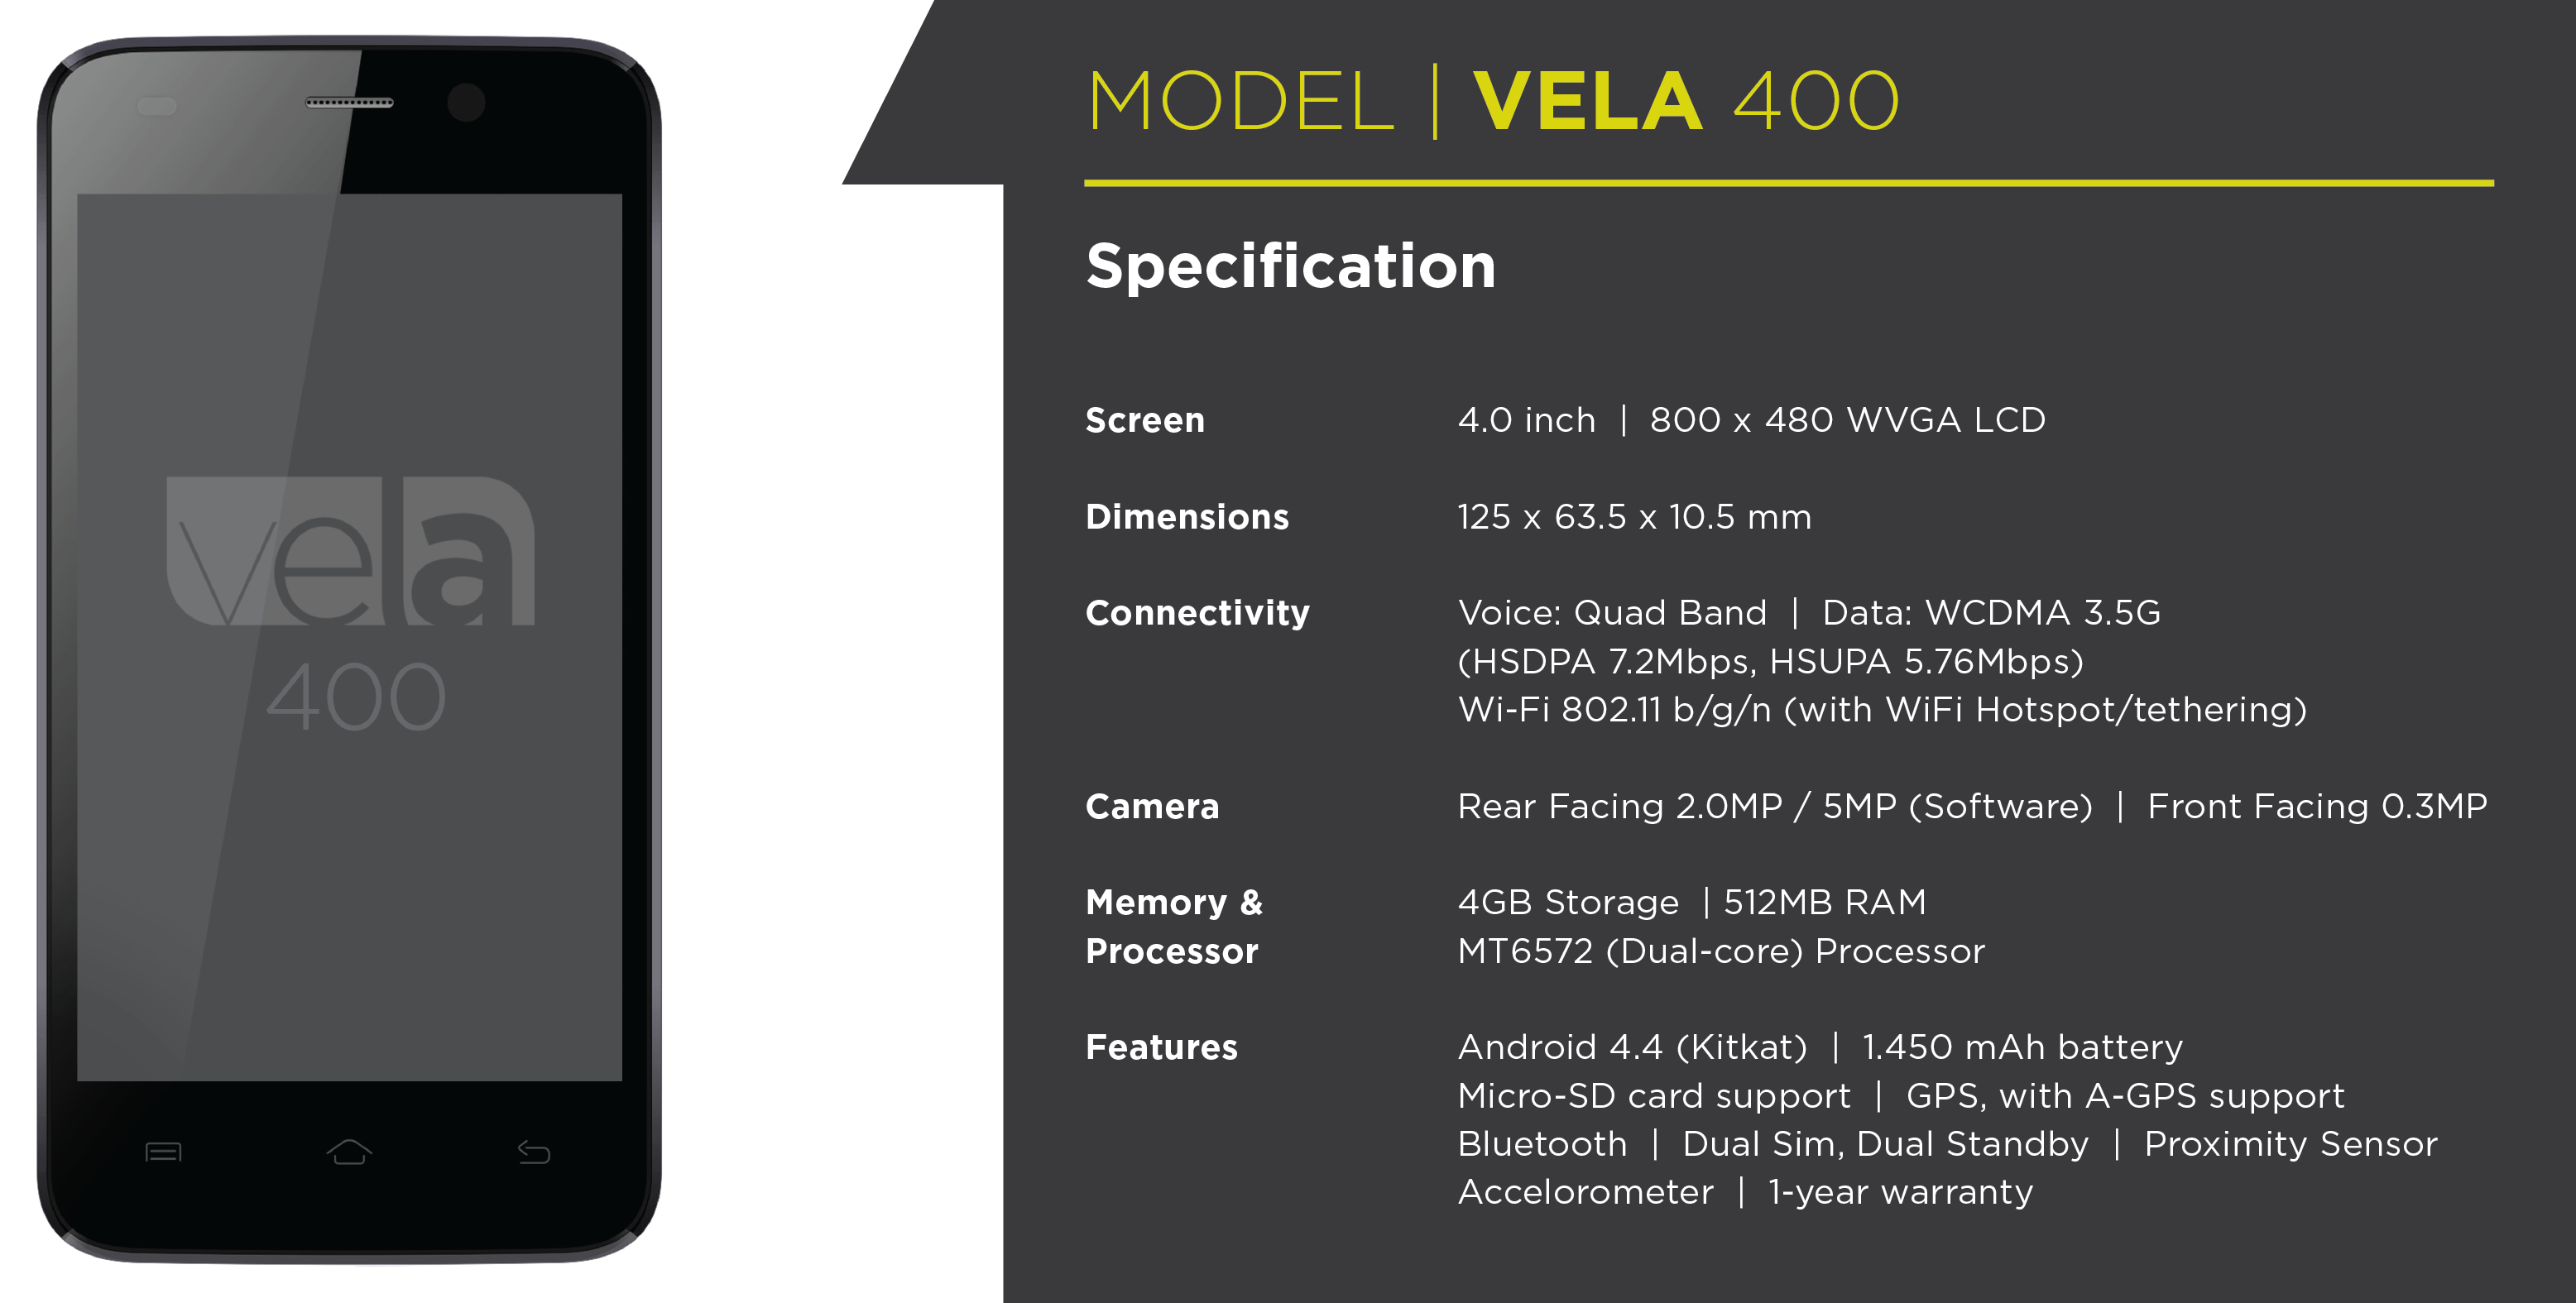 vela
400
MODEL | VELA 400
Specification
Screen 4.0 inch | 800 x 480 WVGA LCD
Dimensions 125 x 63.5 x 10.5 mm
Connectivity Voice: Quad Band | Data: WCDMA 3.5G
(HSDPA 7.2Mbps, HSUPA 5.76Mbps)
Wi-Fi 802.11 b/g/n (with WiFi Hotspot/tethering)
Camera Rear Facing 2.0MP / 5MP (Software) | Front Facing 0.3MP
Memory & 4GB Storage | 512MB RAM
Processor MT6572 (Dual-core) Processor
Features Android 4.4 (Kitkat) | 1.450 mAh battery
Micro-SD card support | GPS, with A-GPS support
Bluetooth | Dual Sim, Dual Standby | Proximity Sensor
Accelorometer | 1-year warranty